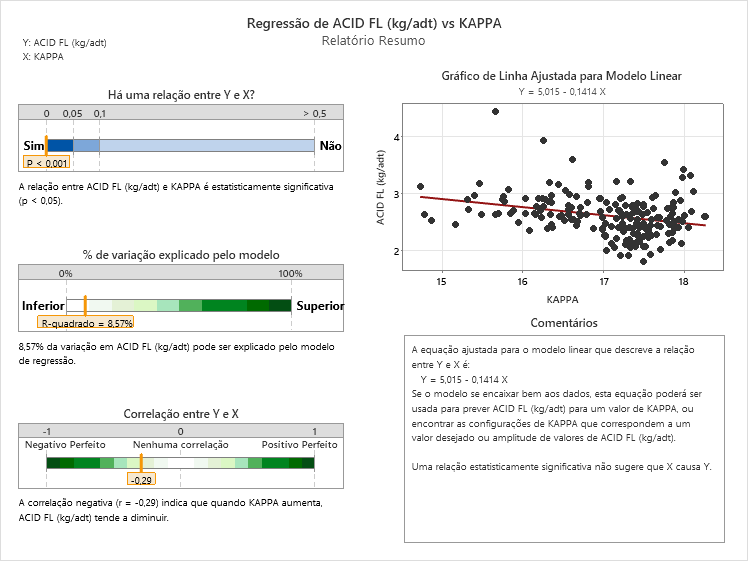 Regressão de ACID FL (kg/adt) vs KAPPA
Relatório Resumo
Y: ACID FL (kg/adt)
X: KAPPA
Há uma relação entre Y e X?
0 0,05 0,1 > 0,5
Sim Não
P < 0,001
A relação entre ACID FL (kg/adt) e KAPPA é estatisticamente significativa
(p < 0,05).
% de variação explicado pelo modelo
0% 100%
Inferior Superior
R-quadrado = 8,57%
8,57% da variação em ACID FL (kg/adt) pode ser explicado pelo modelo
de regressão.
Correlação entre Y e X
-1 0 1
Negativo Perfeito Nenhuma correlação Positivo Perfeito
-0,29
A correlação negativa (r = -0,29) indica que quando KAPPA aumenta,
ACID FL (kg/adt) tende a diminuir.
Gráfico de Linha Ajustada para Modelo Linear
Y = 5,015 - 0,1414 X
ACID FL (kg/adt)
4
3
2
15 16 17 18
KAPPA
Comentários
A equação ajustada para o modelo linear que descreve a relação
entre Y e X é:
Y = 5,015 - 0,1414 X
Se o modelo se encaixar bem aos dados, esta equação poderá ser
usada para prever ACID FL (kg/adt) para um valor de KAPPA, ou
encontrar as configurações de KAPPA que correspondem a um
valor desejado ou amplitude de valores de ACID FL (kg/adt).
Uma relação estatisticamente significativa não sugere que X causa Y.